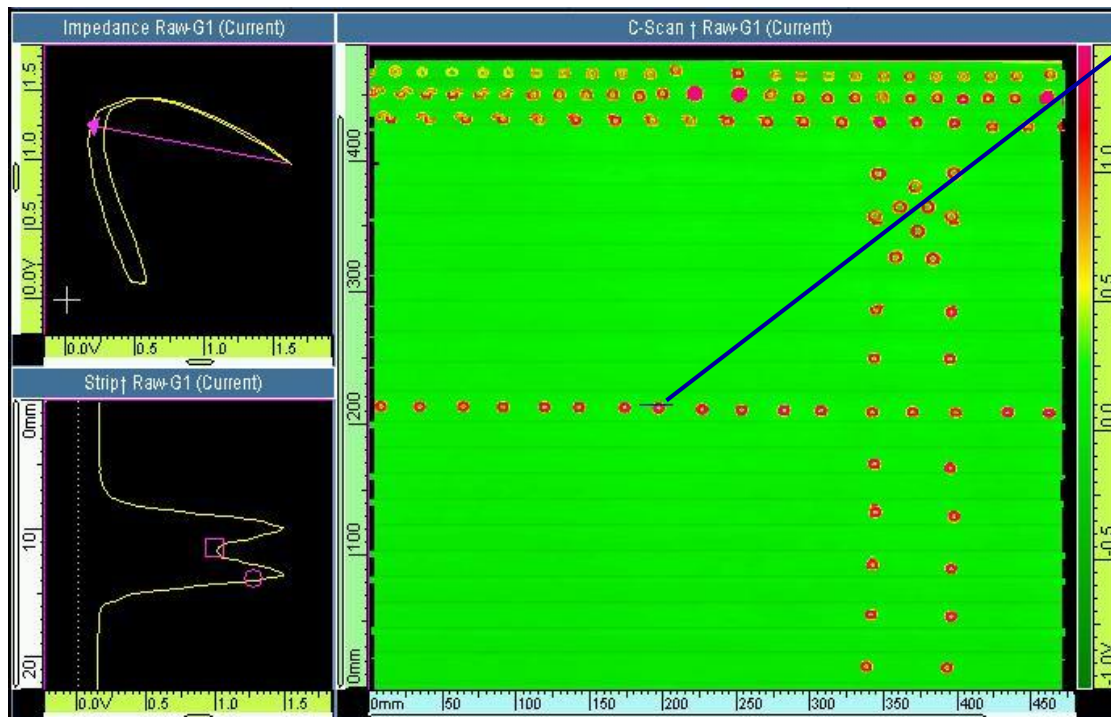 Impedance Raw-G1 (Current)
C-Scan † Raw-G1 (Current)
|1.5
|1.0
|0.5
|0.0V
|0.0V |0.5 |1.0 |1.5
Strip† Raw-G1 (Current)
0mm
10|
20|
|0.0V |0.5 |1.0 |1.5
|400
|300
|200
|100
0mm
|0mm |50 |100 |150 |200 |250 |300 |350 |400 |450
|1.0
|0.5
|0.0
|-0.5
|-1.0V